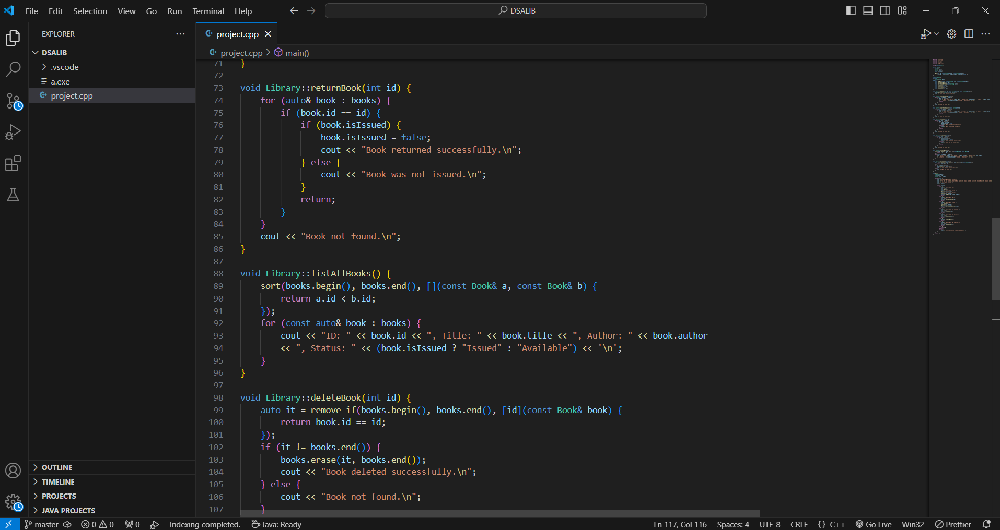 File Edit Selection View Go Run Terminal Help DSALIB
EXPLORER
DSALIB
.vscode
a.exe
project.cpp
OUTLINE
TIMELINE
PROJECTS
JAVA PROJECTS
project.cpp
project.cpp > main()
71 }
72
73 void Library::returnBook(int id) {
74     for (auto& book : books) {
75         if (book.id == id) {
76             if (book.isIssued) {
77                 book.isIssued = false;
78                 cout << "Book returned successfully.\n";
79             } else {
80                 cout << "Book was not issued.\n";
81             }
82             return;
83         }
84     }
85     cout << "Book not found.\n";
86 }
87
88 void Library::listAllBooks() {
89     sort(books.begin(), books.end(), [](const Book& a, const Book& b) {
90         return a.id < b.id;
91     });
92     for (const auto& book : books) {
93         cout << "ID: " << book.id << ", Title: " << book.title << ", Author: " << book.author
94         << ", Status: " << (book.isIssued ? "Issued" : "Available") << '\n';
95     }
96 }
97
98 void Library::deleteBook(int id) {
99     auto it = remove_if(books.begin(), books.end(), [id](const Book& book) {
100         return book.id == id;
101     });
102     if (it != books.end()) {
103         books.erase(it, books.end());
104         cout << "Book deleted successfully.\n";
105     } else {
106         cout << "Book not found.\n";
107     }
master 0 0 0 Indexing completed. Java: Ready Ln 117, Col 116 Spaces: 4 UTF-8 CRLF {} C++ Go Live Win32 Prettier